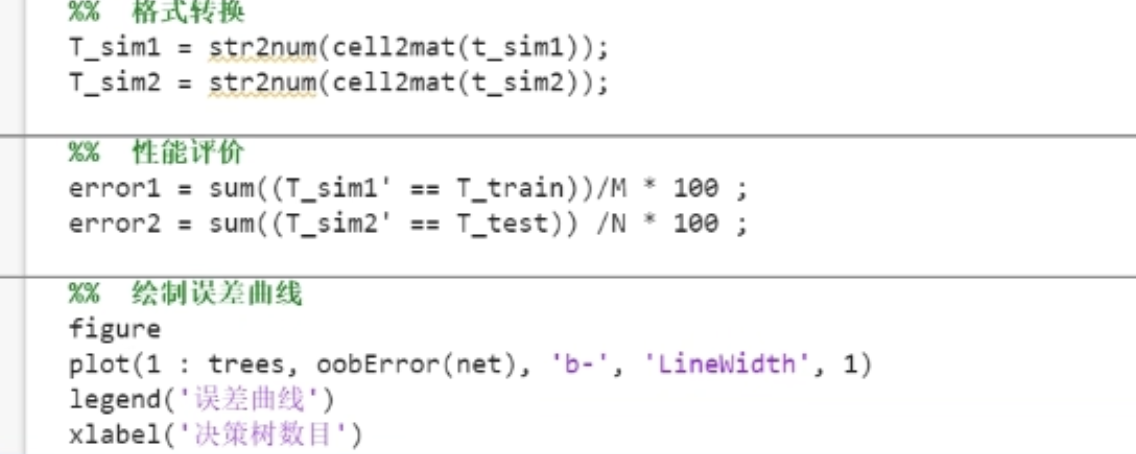 %%  格式转换
T_sim1 = str2num(cell2mat(t_sim1));
T_sim2 = str2num(cell2mat(t_sim2));
%%  性能评价
error1 = sum((T_sim1' == T_train))/M * 100 ;
error2 = sum((T_sim2' == T_test)) /N * 100 ;
%%  绘制误差曲线
figure
plot(1 : trees, oobError(net), 'b-', 'LineWidth', 1)
legend('误差曲线')
xlabel('决策树数目')